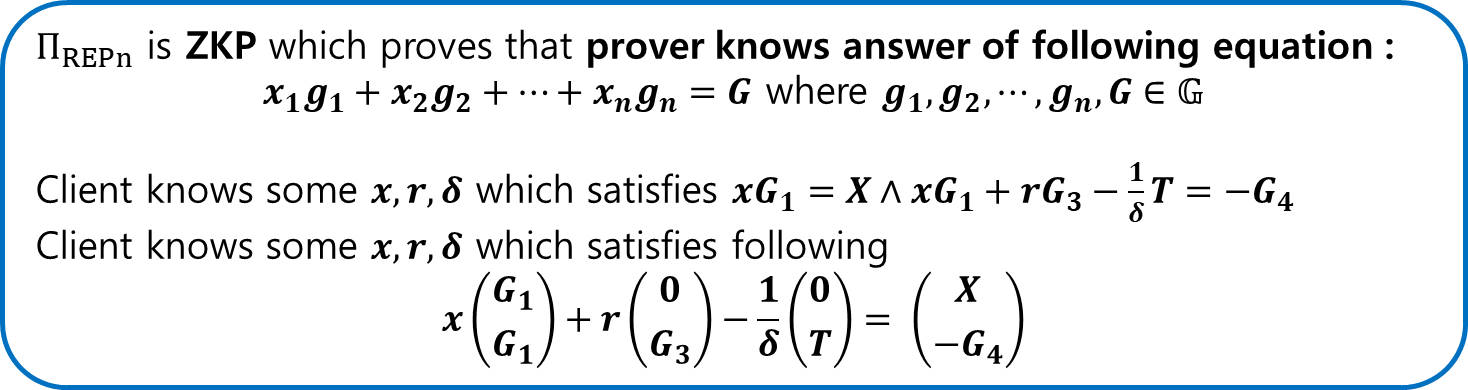 Π_REPn is ZKP which proves that prover knows answer of following equation :
x₁g₁ + x₂g₂ + ⋯ + xₙgₙ = G where g₁, g₂, ⋯, gₙ, G ∈ 𝔾
Client knows some x, r, δ which satisfies xG₁ = X ∧ xG₁ + rG₃ − 1/δ T = −G₄
Client knows some x, r, δ which satisfies following
x(G₁ G₁) + r(0 G₃) − 1/δ (0 T) = (X −G₄)